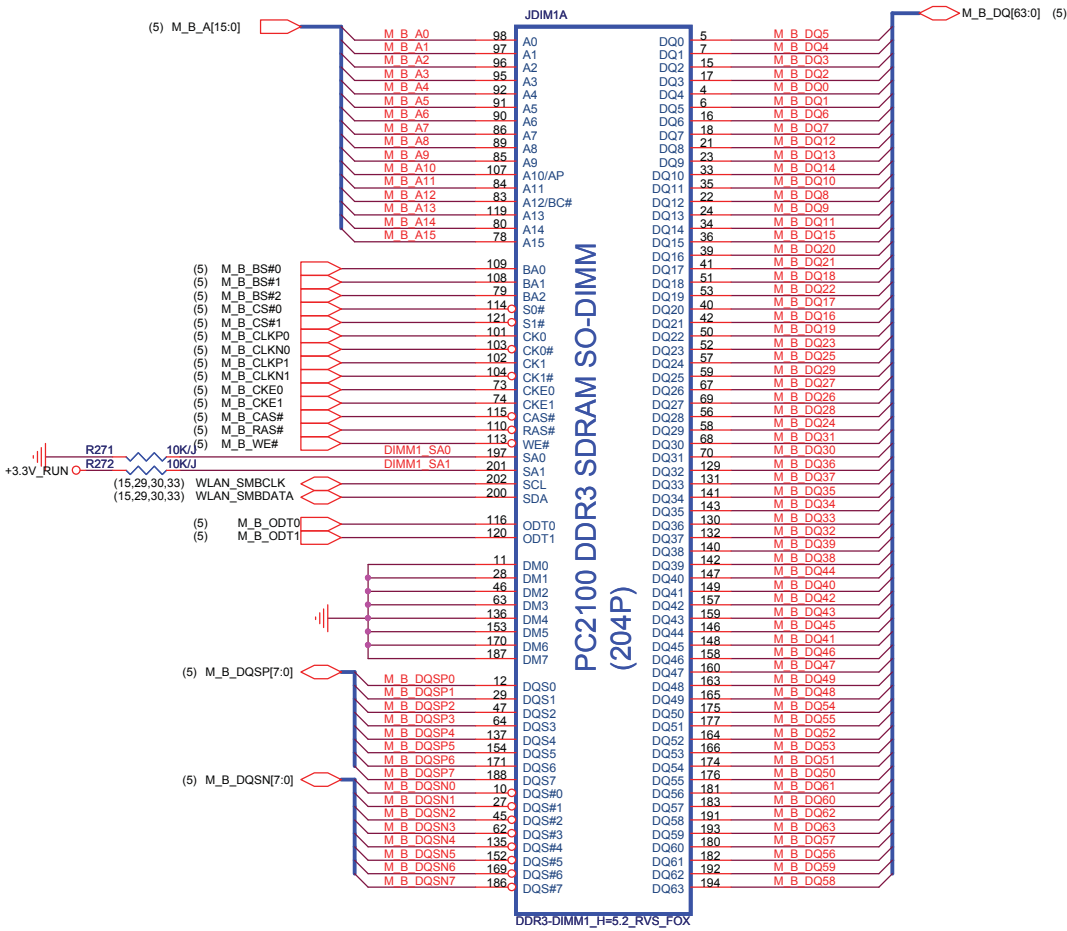 JDIM1A
(5) M_B_A[15:0]
M_B_DQ[63:0] (5)
M_B_A0 98 A0 DQ0 5 M_B_DQ5
M_B_A1 97 A1 DQ1 7 M_B_DQ4
M_B_A2 96 A2 DQ2 15 M_B_DQ3
M_B_A3 95 A3 DQ3 17 M_B_DQ2
M_B_A4 92 A4 DQ4 4 M_B_DQ0
M_B_A5 91 A5 DQ5 6 M_B_DQ1
M_B_A6 90 A6 DQ6 16 M_B_DQ6
M_B_A7 86 A7 DQ7 18 M_B_DQ7
M_B_A8 89 A8 DQ8 21 M_B_DQ12
M_B_A9 85 A9 DQ9 23 M_B_DQ13
M_B_A10 107 A10/AP DQ10 33 M_B_DQ14
M_B_A11 84 A11 DQ11 35 M_B_DQ10
M_B_A12 83 A12/BC# DQ12 22 M_B_DQ8
M_B_A13 119 A13 DQ13 24 M_B_DQ9
M_B_A14 80 A14 DQ14 34 M_B_DQ11
M_B_A15 78 A15 DQ15 36 M_B_DQ15
DQ16 39 M_B_DQ20
(5) M_B_BS#0 109 BA0 DQ17 41 M_B_DQ21
(5) M_B_BS#1 108 BA1 DQ18 51 M_B_DQ18
(5) M_B_BS#2 79 BA2 DQ19 53 M_B_DQ22
(5) M_B_CS#0 114 S0# DQ20 40 M_B_DQ17
(5) M_B_CS#1 121 S1# DQ21 42 M_B_DQ16
(5) M_B_CLKP0 101 CK0 DQ22 50 M_B_DQ19
(5) M_B_CLKN0 103 CK0# DQ23 52 M_B_DQ23
(5) M_B_CLKP1 102 CK1 DQ24 57 M_B_DQ25
(5) M_B_CLKN1 104 CK1# DQ25 59 M_B_DQ29
(5) M_B_CKE0 73 CKE0 DQ26 67 M_B_DQ27
(5) M_B_CKE1 74 CKE1 DQ27 69 M_B_DQ26
(5) M_B_CAS# 115 CAS# DQ28 56 M_B_DQ28
(5) M_B_RAS# 110 RAS# DQ29 58 M_B_DQ24
(5) M_B_WE# 113 WE# DQ30 68 M_B_DQ31
R271 10K/J DIMM1_SA0 197 SA0 DQ31 70 M_B_DQ30
+3.3V_RUN R272 10K/J DIMM1_SA1 201 SA1 DQ32 129 M_B_DQ36
(15,29,30,33) WLAN_SMBCLK 202 SCL DQ33 131 M_B_DQ37
(15,29,30,33) WLAN_SMBDATA 200 SDA DQ34 141 M_B_DQ35
DQ35 143 M_B_DQ34
(5) M_B_ODT0 116 ODT0 DQ36 130 M_B_DQ33
(5) M_B_ODT1 120 ODT1 DQ37 132 M_B_DQ32
DQ38 140 M_B_DQ39
11 DM0 DQ39 142 M_B_DQ38
28 DM1 DQ40 147 M_B_DQ44
46 DM2 DQ41 149 M_B_DQ40
63 DM3 DQ42 157 M_B_DQ42
136 DM4 DQ43 159 M_B_DQ43
153 DM5 DQ44 146 M_B_DQ45
170 DM6 DQ45 148 M_B_DQ41
187 DM7 DQ46 158 M_B_DQ46
(5) M_B_DQSP[7:0] DQ47 160 M_B_DQ47
M_B_DQSP0 12 DQS0 DQ48 163 M_B_DQ49
M_B_DQSP1 29 DQS1 DQ49 165 M_B_DQ48
M_B_DQSP2 47 DQS2 DQ50 175 M_B_DQ54
M_B_DQSP3 64 DQS3 DQ51 177 M_B_DQ55
M_B_DQSP4 137 DQS4 DQ52 164 M_B_DQ52
M_B_DQSP5 154 DQS5 DQ53 166 M_B_DQ53
M_B_DQSP6 171 DQS6 DQ54 174 M_B_DQ51
M_B_DQSP7 188 DQS7 DQ55 176 M_B_DQ50
(5) M_B_DQSN[7:0] M_B_DQSN0 10 DQS#0 DQ56 181 M_B_DQ61
M_B_DQSN1 27 DQS#1 DQ57 183 M_B_DQ60
M_B_DQSN2 45 DQS#2 DQ58 191 M_B_DQ62
M_B_DQSN3 62 DQS#3 DQ59 193 M_B_DQ63
M_B_DQSN4 135 DQS#4 DQ60 180 M_B_DQ57
M_B_DQSN5 152 DQS#5 DQ61 182 M_B_DQ56
M_B_DQSN6 169 DQS#6 DQ62 192 M_B_DQ59
M_B_DQSN7 186 DQS#7 DQ63 194 M_B_DQ58
PC2100 DDR3 SDRAM SO-DIMM
(204P)
DDR3-DIMM1_H=5.2_RVS_FOX